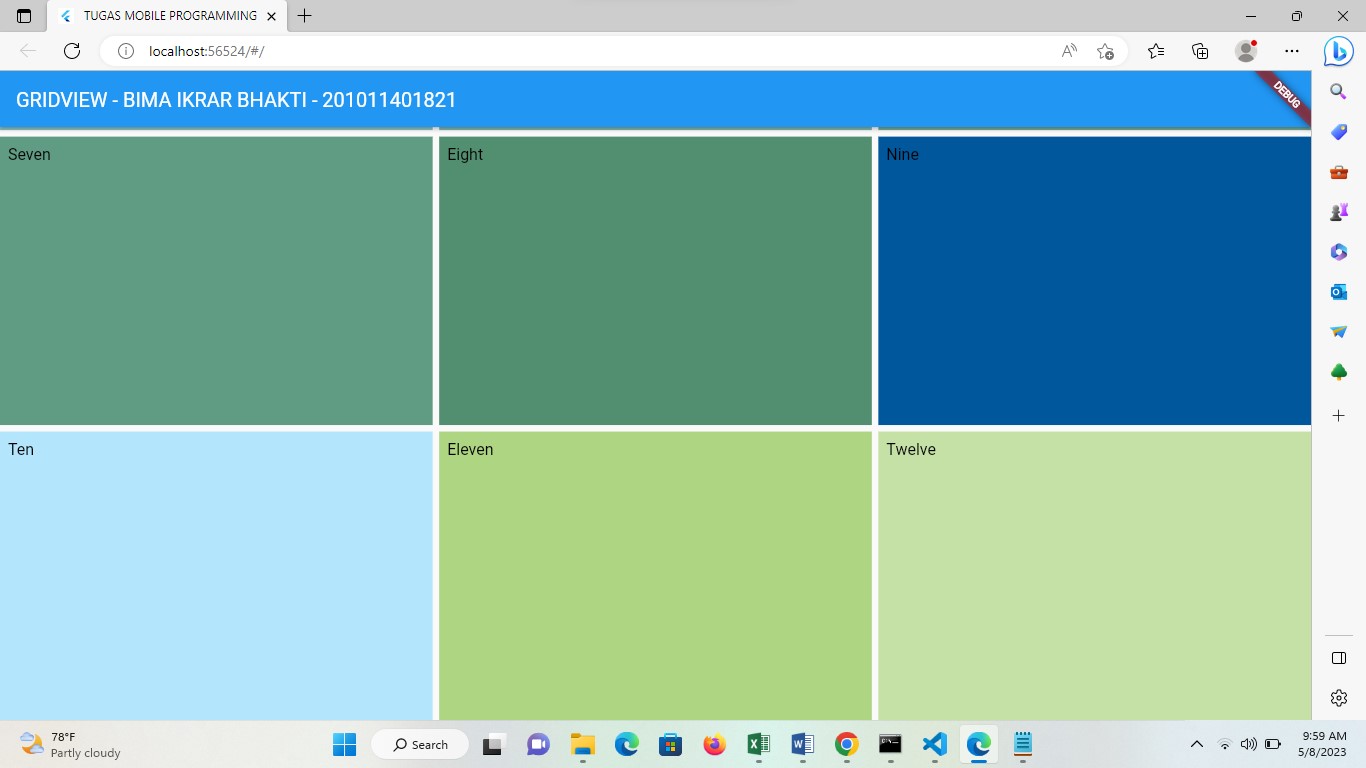 TUGAS MOBILE PROGRAMMING
localhost:56524/#/
GRIDVIEW - BIMA IKRAR BHAKTI - 201011401821
DEBUG
Seven
Eight
Nine
Ten
Eleven
Twelve
78°F
Partly cloudy
Search
9:59 AM
5/8/2023